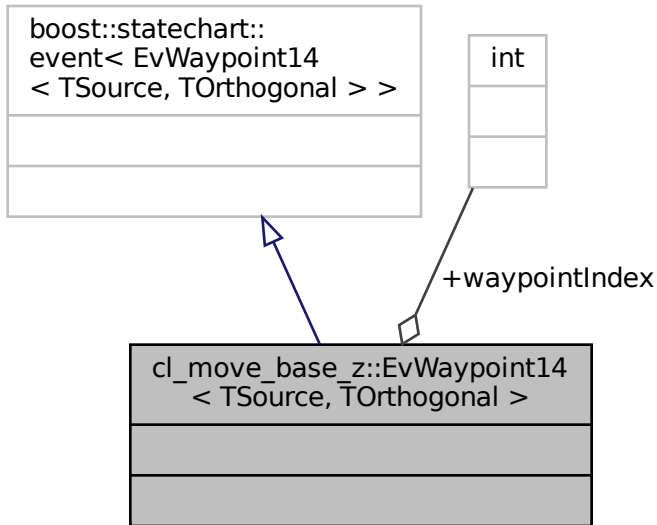 boost::statechart::
event< EvWaypoint14
< TSource, TOrthogonal > >
int
+waypointIndex
cl_move_base_z::EvWaypoint14
< TSource, TOrthogonal >